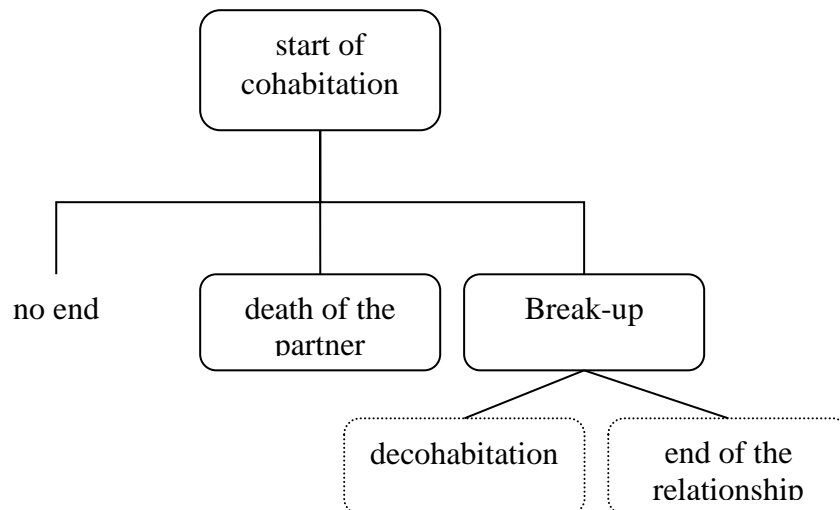 start of
cohabitation
no end
death of the
partner
Break-up
decohabitation
end of the
relationship